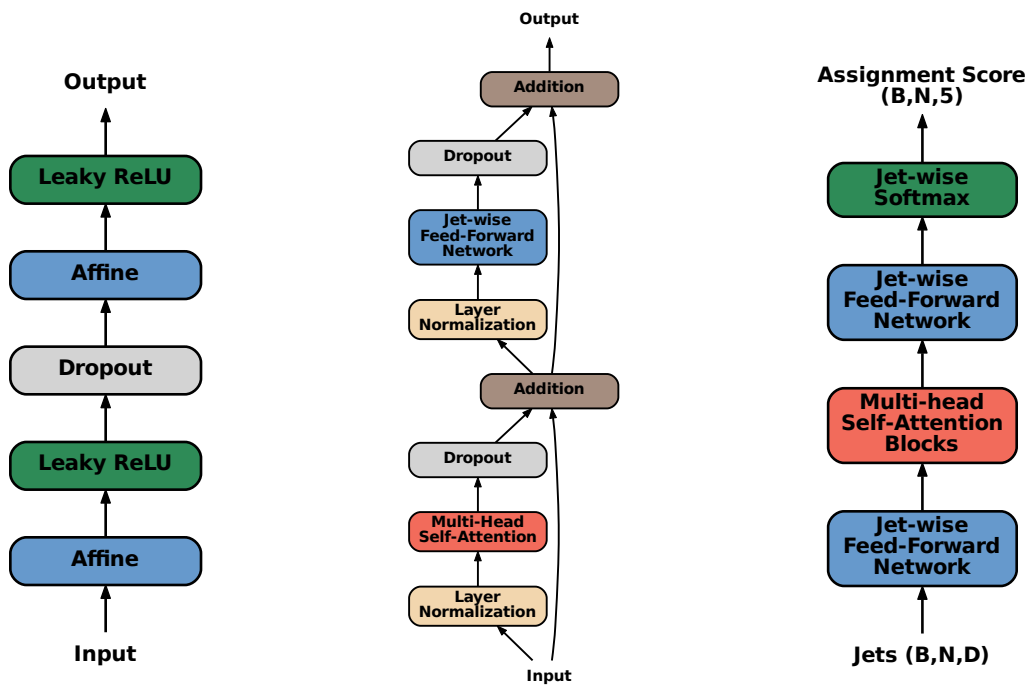 Output
Leaky ReLU
Affine
Dropout
Leaky ReLU
Affine
Input
Output
Addition
Dropout
Jet-wise
Feed-Forward
Network
Layer
Normalization
Addition
Dropout
Multi-Head
Self-Attention
Layer
Normalization
Input
Assignment Score
(B,N,5)
Jet-wise
Softmax
Jet-wise
Feed-Forward
Network
Multi-head
Self-Attention
Blocks
Jet-wise
Feed-Forward
Network
Jets (B,N,D)